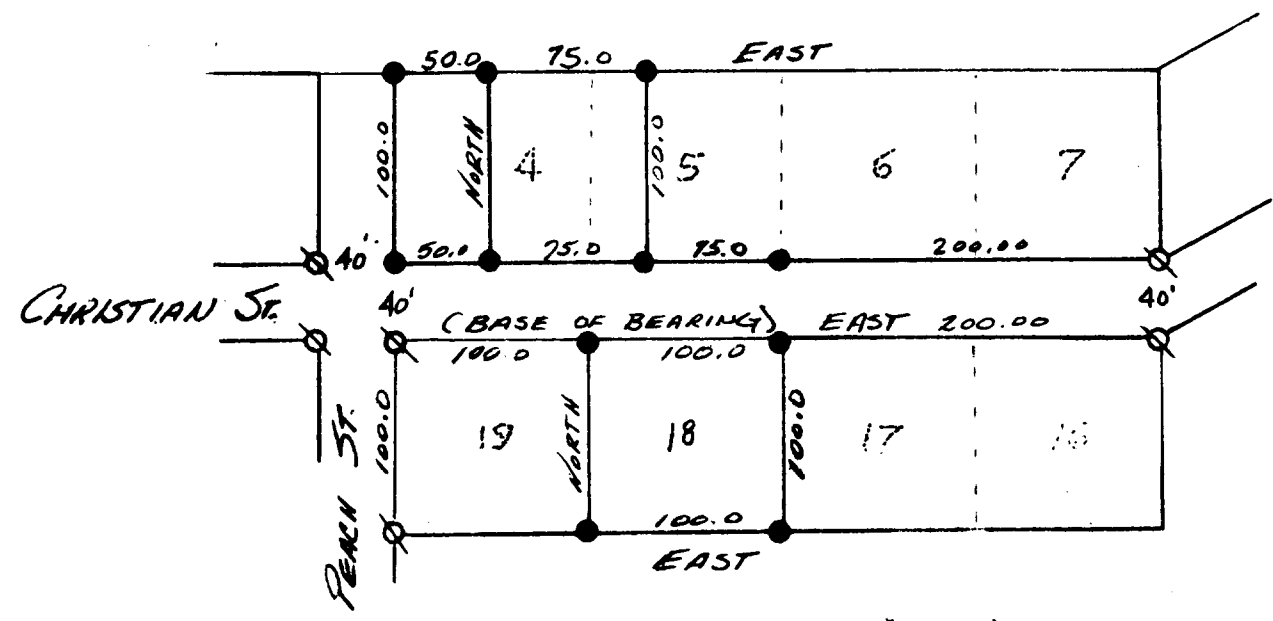 50.0 75.0 EAST
100.0 NORTH 4 100.0 5 6 7
40' 50.0 75.0 75.0 200.00
CHRISTIAN ST. 40' 40'
(BASE OF BEARING) EAST 200.00
100.0 100.0
100.0 19 NORTH 18 100.0 17 16
PEACH ST.
100.0
EAST